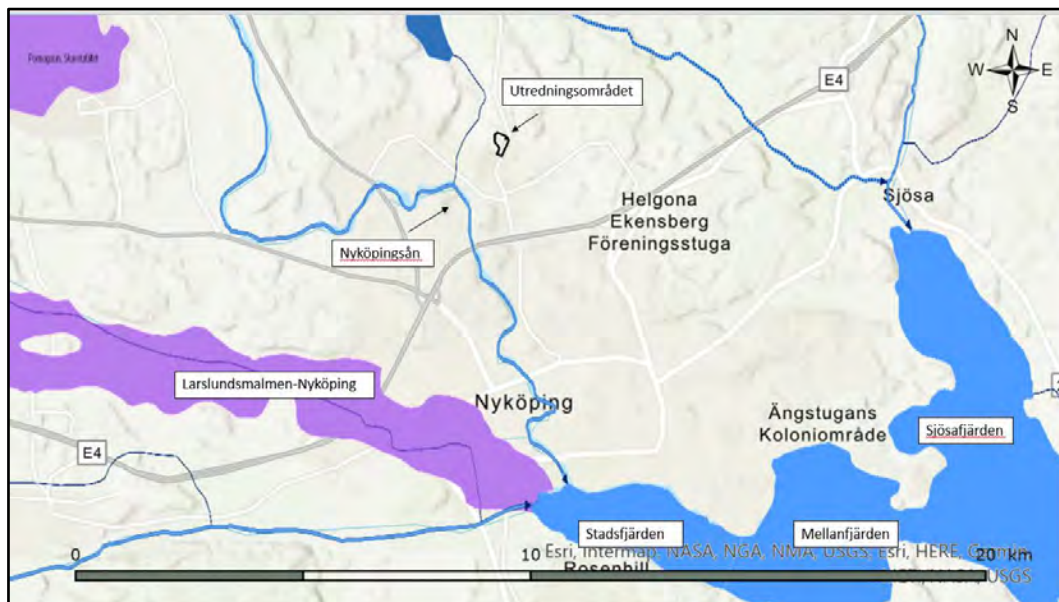 N
W E
S
E4
Utredningsområdet
Sjösa
Helgona
Ekensberg
Föreningsstuga
Nyköpingsån
Larslundsmalmen-Nyköping
Nyköping
Ängstugans
Koloniområde
Sjösafjärden
E4
Stadsfjärden
Mellanfjärden
Esri, Intermap, NASA, NGA, NMA, USGS, Esri, HERE,
NASA, USGS
Rosenhill
0 10 20 km